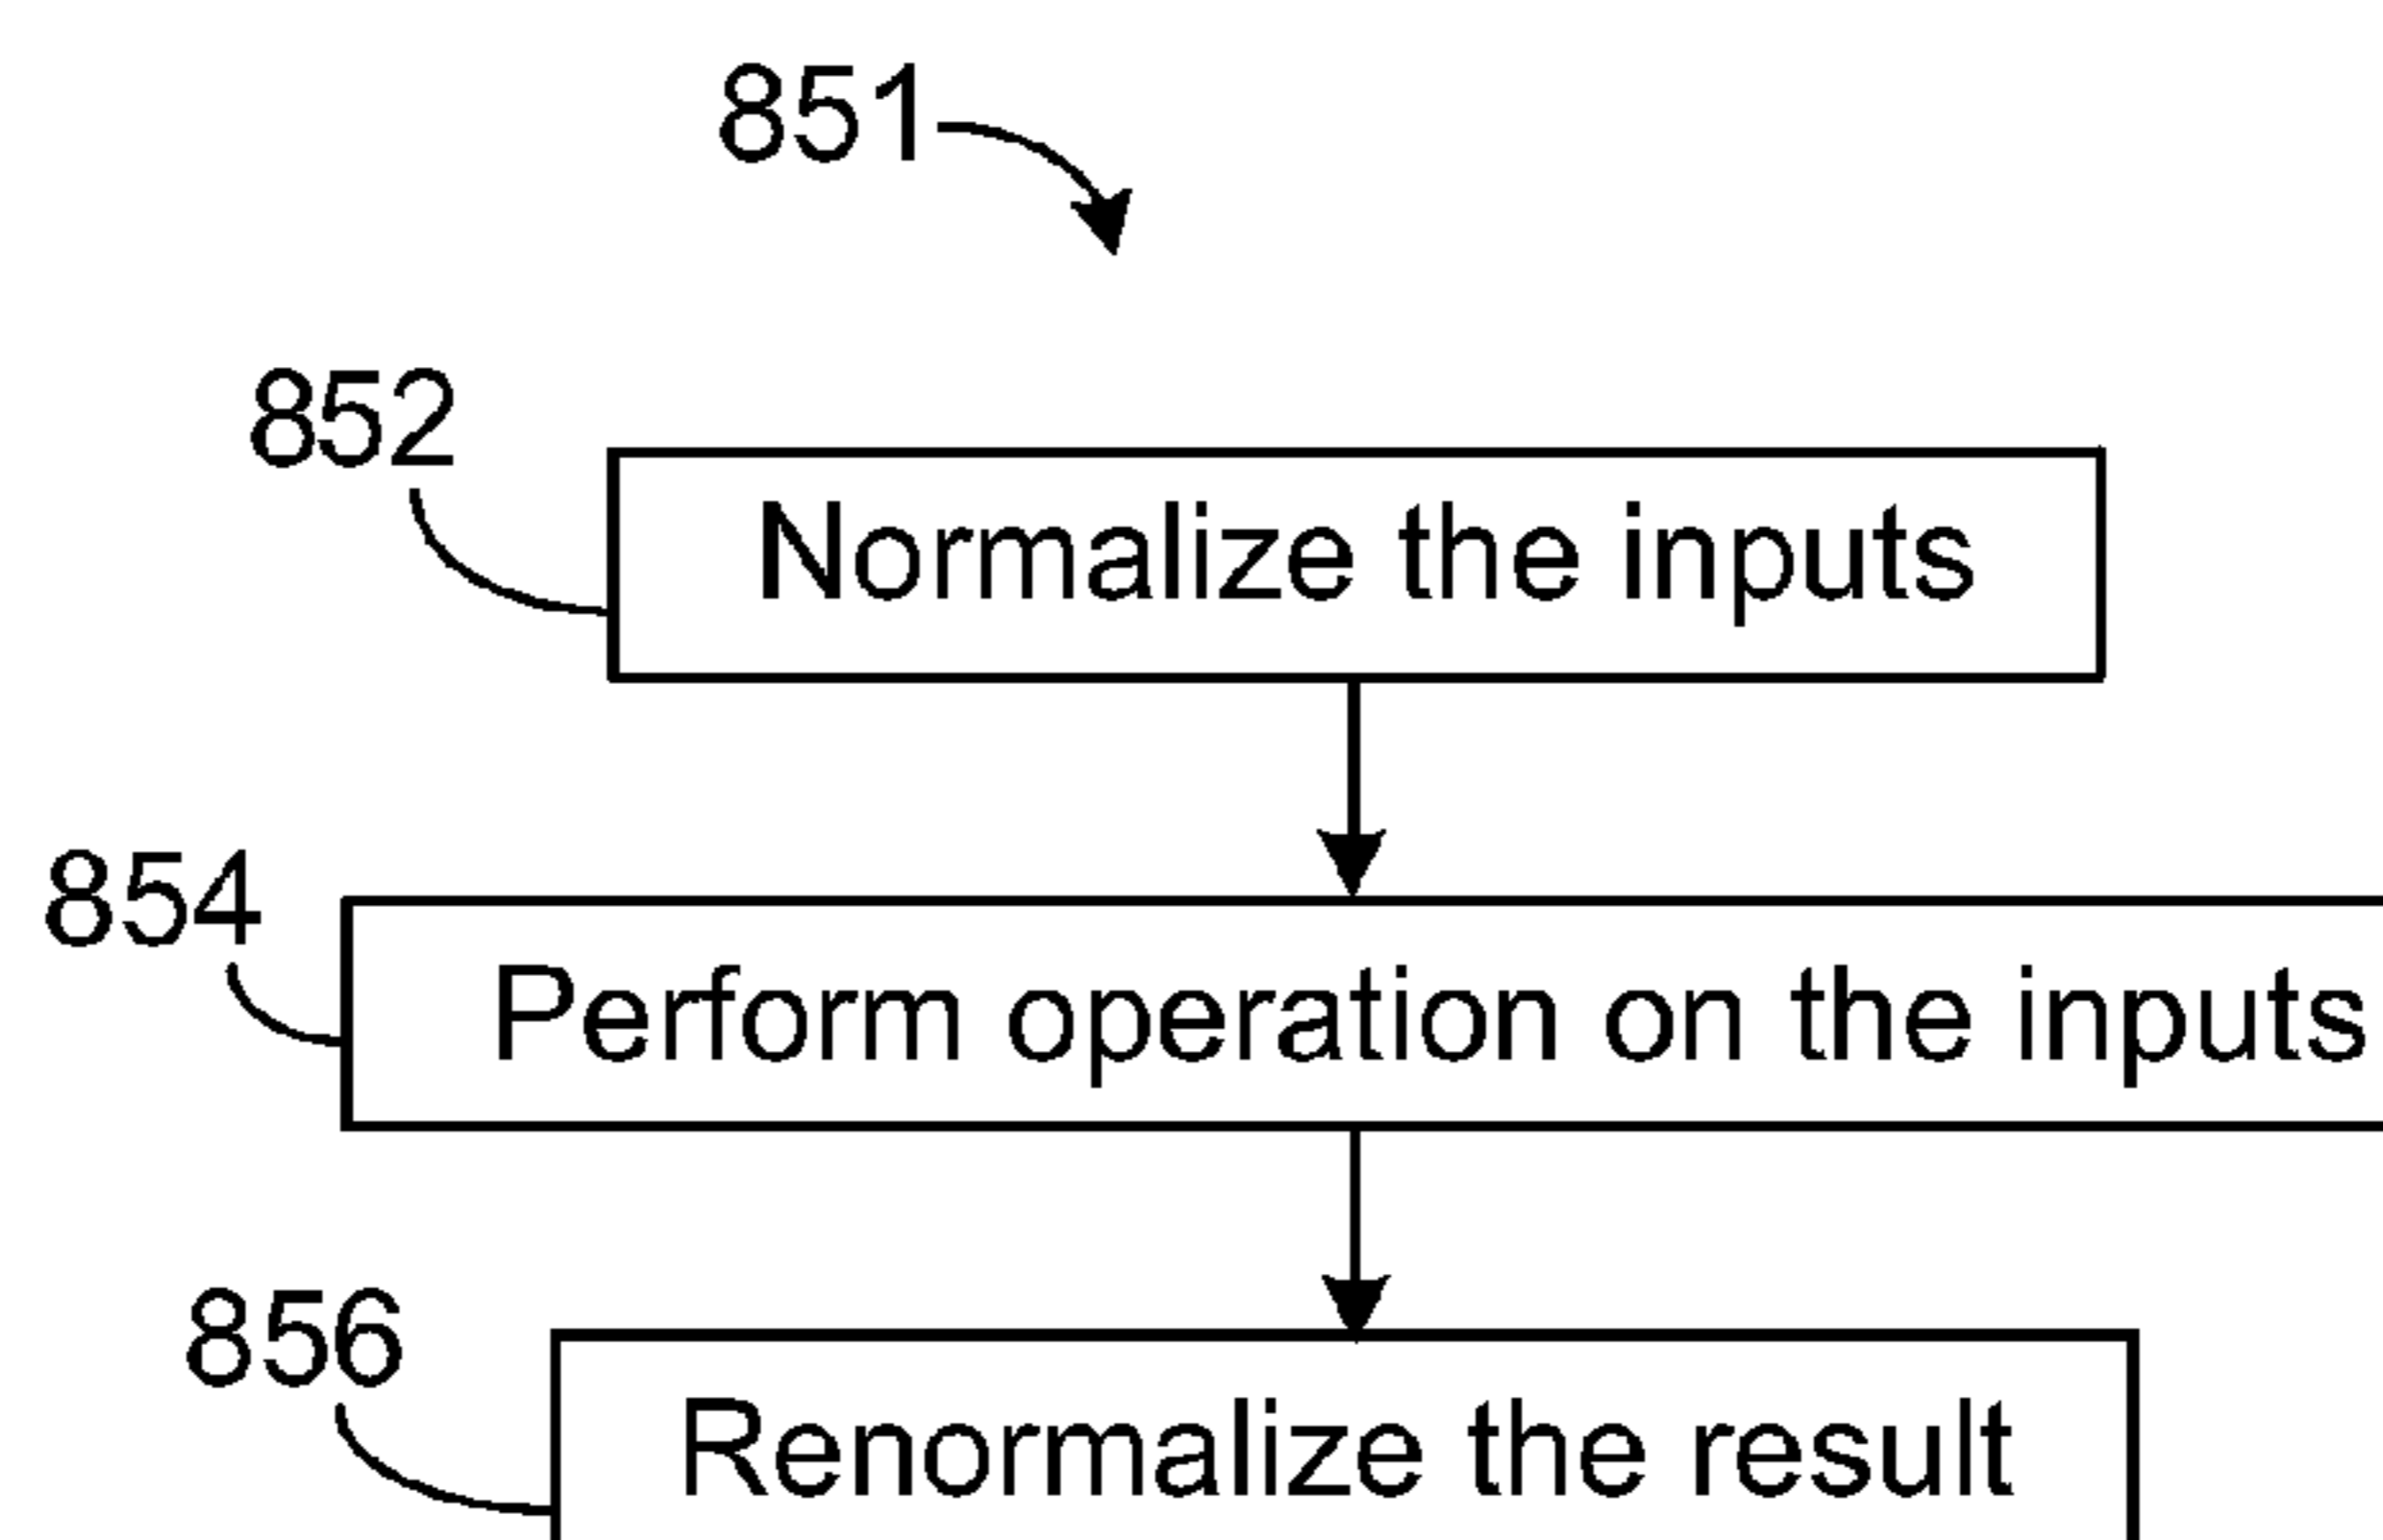 851
852
Normalize the inputs
854
Perform operation on the inputs
856
Renormalize the result